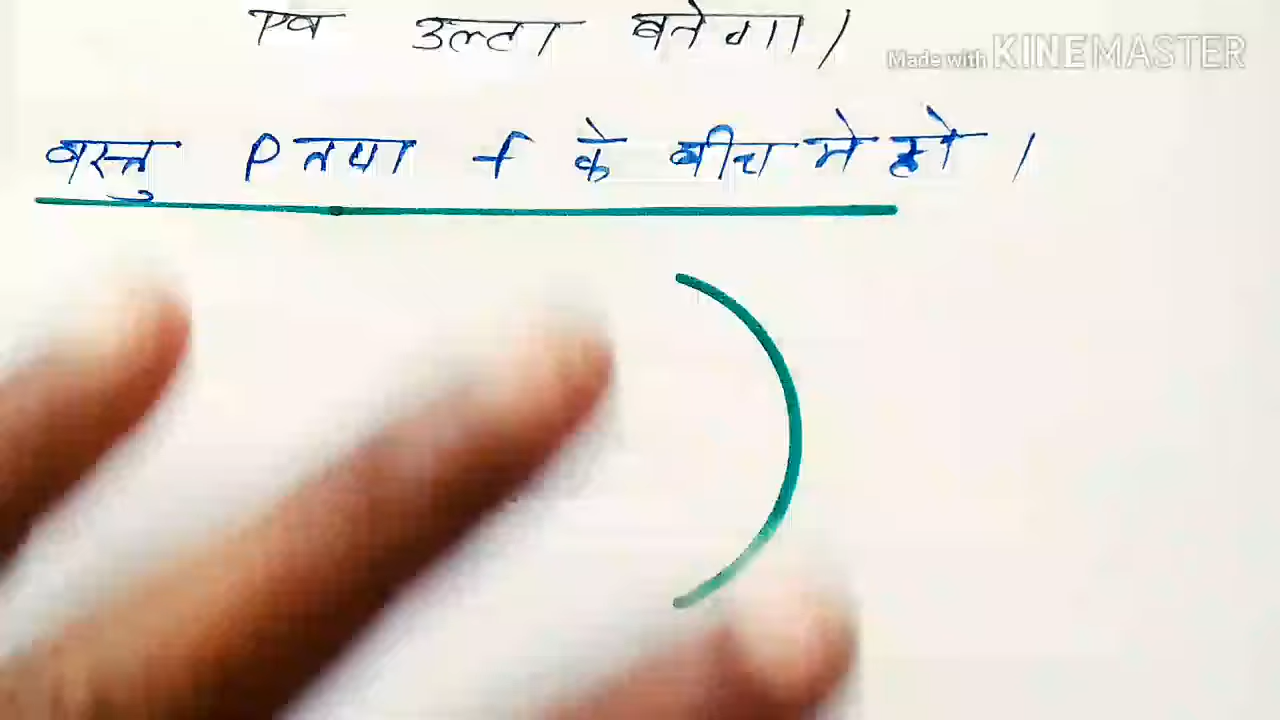 एव उल्टा बनेगा।
Made with KINEMASTER
वस्तु P तथा f के बीच मे हो ।